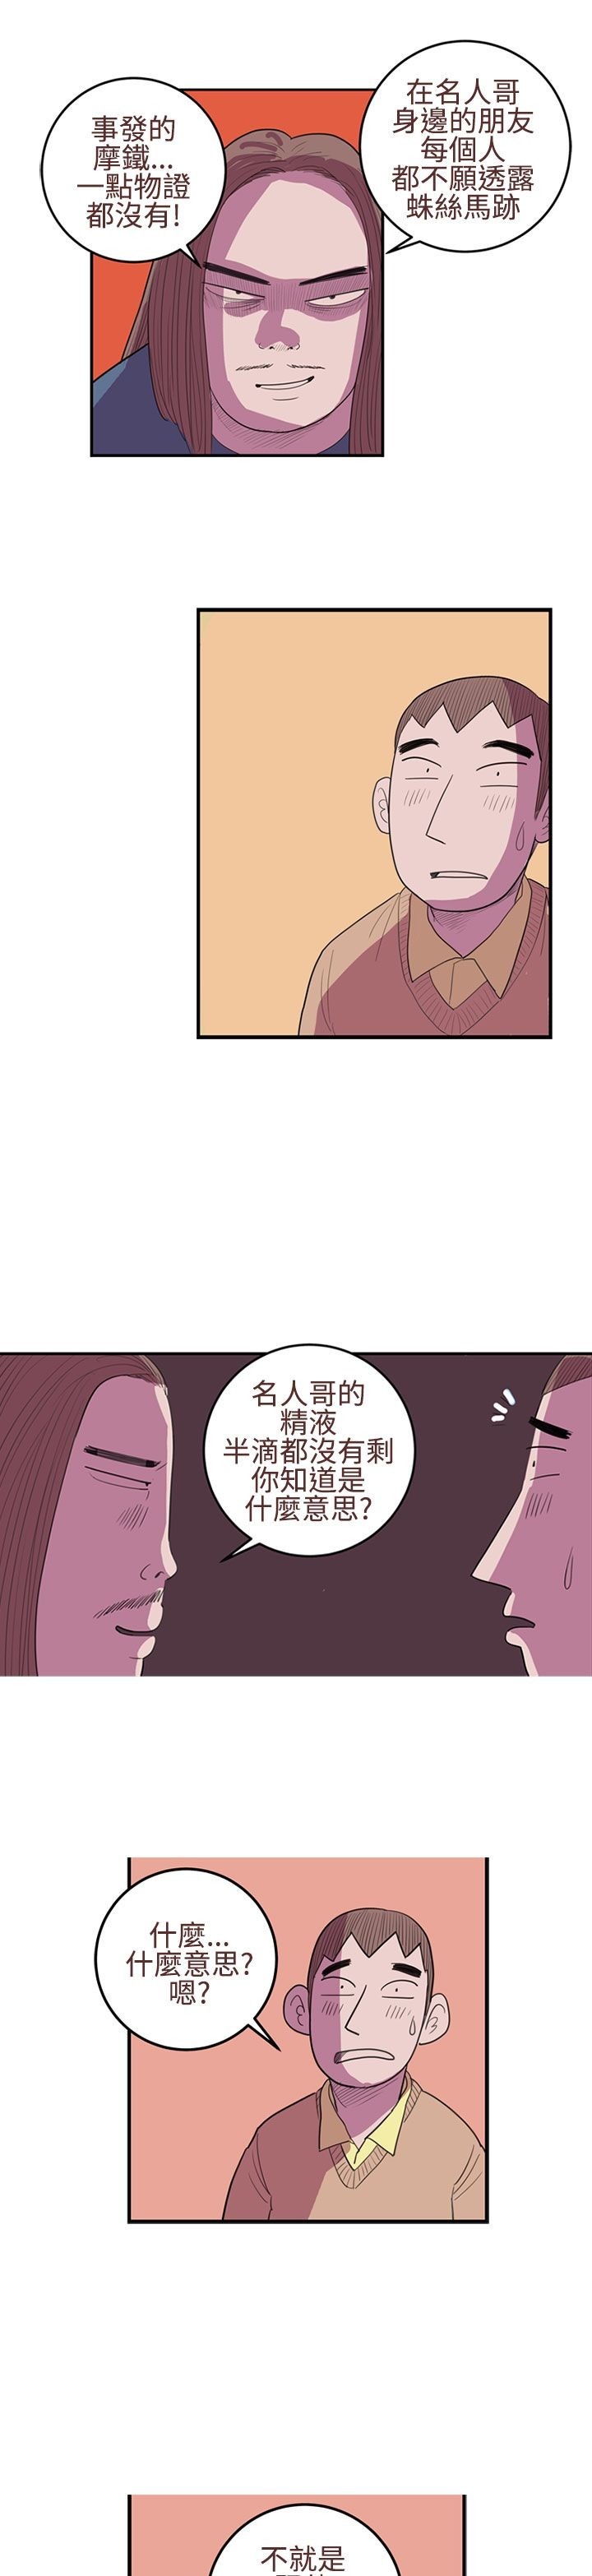 事發的
摩鐵...
一點物證
都沒有!
在名人哥
身邊的朋友
每個人
都不願透露
蛛絲馬跡
名人哥的
精液
半滴都沒有剩
你知道是
什麼意思?
什麼...
什麼意思?
嗯?
不就是